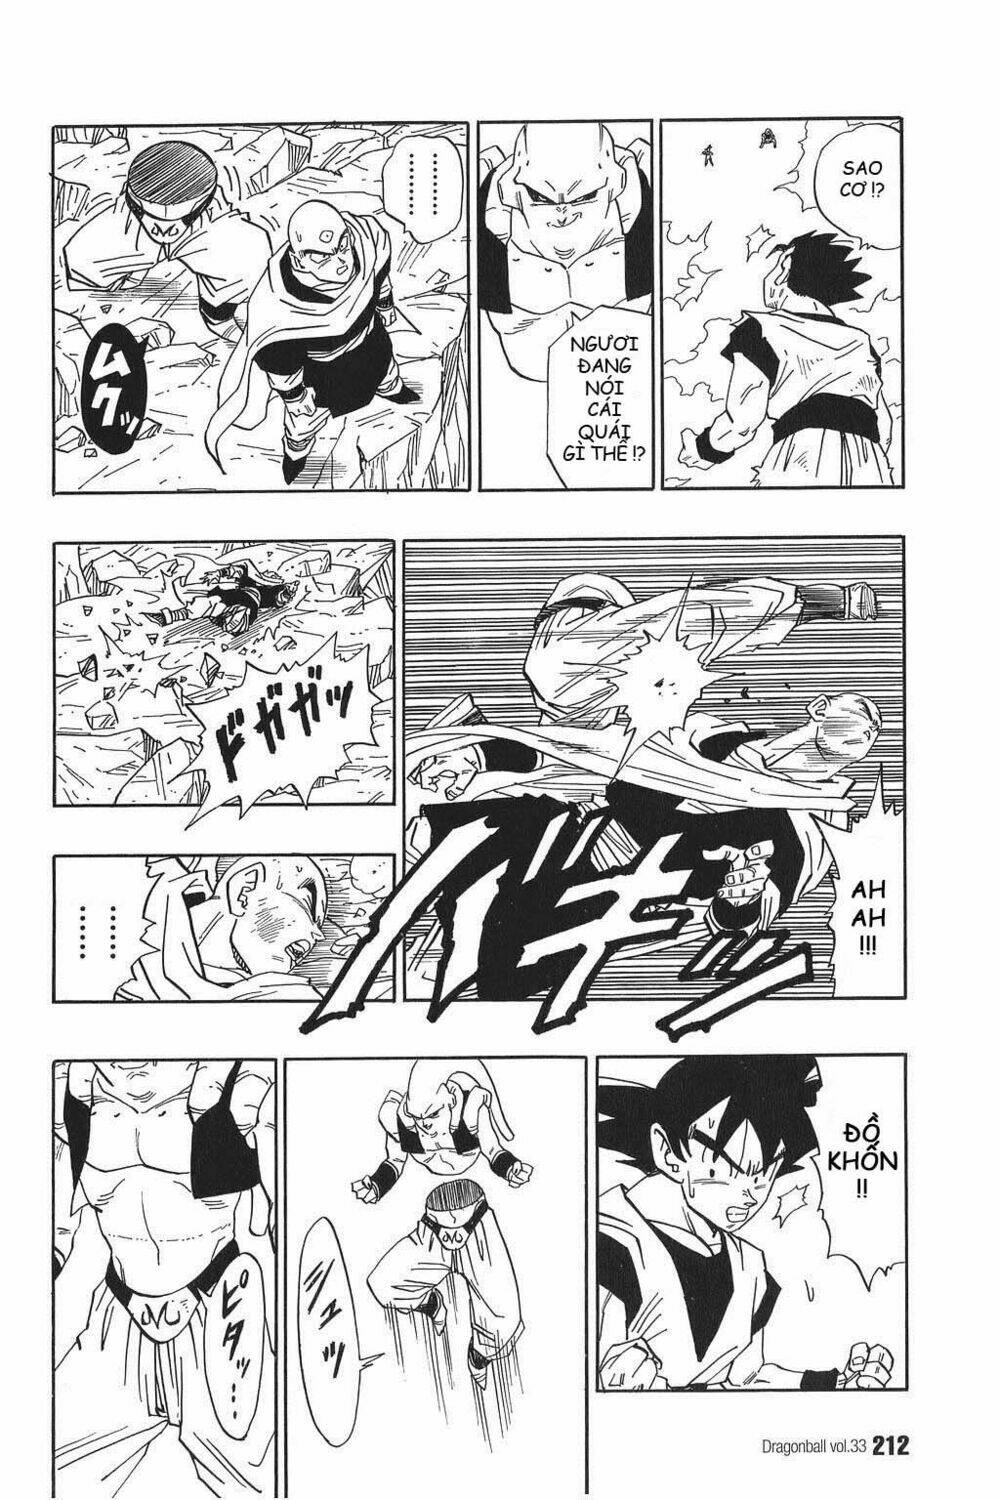 SAO
CƠ !?
NGƯƠI
ĐANG
NÓI
CÁI
QUÁI
GÌ THẾ !?
……
ムクッ
AH
AH
!!!
バキッ
ドガガッ
……
ĐỒ
KHỐN
!!
シュッ
ピタッ…
Dragonball vol.33 212